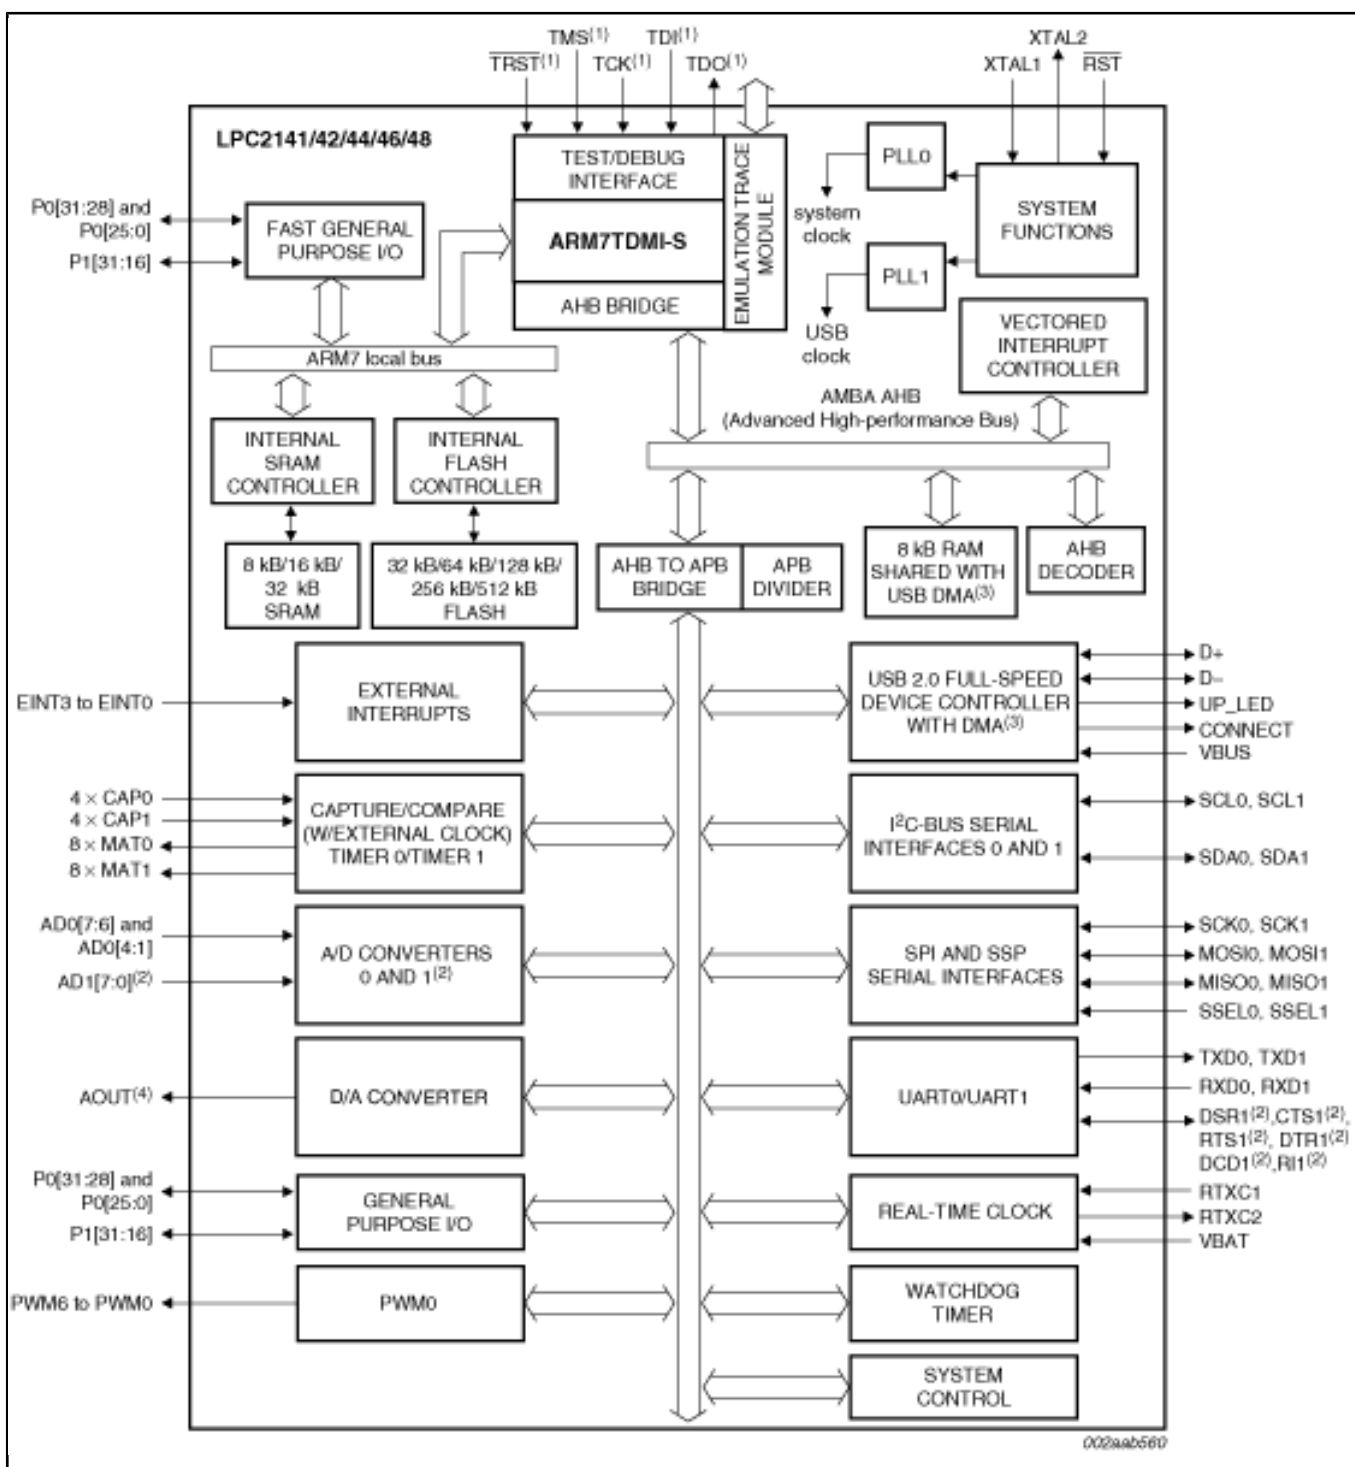 XTAL2
TMS(1) TDI(1)
TRST(1) TCK(1) TDO(1) XTAL1 RST
LPC2141/42/44/46/48
TEST/DEBUG
INTERFACE
ARM7TDMI-S
AHB BRIDGE
EMULATION TRACE
MODULE
PLL0
system
clock
PLL1
USB
clock
SYSTEM
FUNCTIONS
VECTORED
INTERRUPT
CONTROLLER
P0[31:28] and
P0[25:0]
P1[31:16]
FAST GENERAL
PURPOSE I/O
ARM7 local bus
AMBA AHB
(Advanced High-performance Bus)
INTERNAL
SRAM
CONTROLLER
INTERNAL
FLASH
CONTROLLER
8 kB/16 kB/
32 kB
SRAM
32 kB/64 kB/128 kB/
256 kB/512 kB
FLASH
AHB TO APB
BRIDGE
APB
DIVIDER
8 kB RAM
SHARED WITH
USB DMA(3)
AHB
DECODER
EINT3 to EINT0
EXTERNAL
INTERRUPTS
USB 2.0 FULL-SPEED
DEVICE CONTROLLER
WITH DMA(3)
D+
D−
UP_LED
CONNECT
VBUS
4 × CAP0
4 × CAP1
8 × MAT0
8 × MAT1
CAPTURE/COMPARE
(W/EXTERNAL CLOCK)
TIMER 0/TIMER 1
I2C-BUS SERIAL
INTERFACES 0 AND 1
SCL0, SCL1
SDA0, SDA1
AD0[7:6] and
AD0[4:1]
AD1[7:0](2)
A/D CONVERTERS
0 AND 1(2)
SPI AND SSP
SERIAL INTERFACES
SCK0, SCK1
MOSI0, MOSI1
MISO0, MISO1
SSEL0, SSEL1
AOUT(4)
D/A CONVERTER
UART0/UART1
TXD0, TXD1
RXD0, RXD1
DSR1(2),CTS1(2),
RTS1(2), DTR1(2)
DCD1(2),RI1(2)
P0[31:28] and
P0[25:0]
P1[31:16]
GENERAL
PURPOSE I/O
REAL-TIME CLOCK
RTXC1
RTXC2
VBAT
PWM6 to PWM0
PWM0
WATCHDOG
TIMER
SYSTEM
CONTROL
002aab560